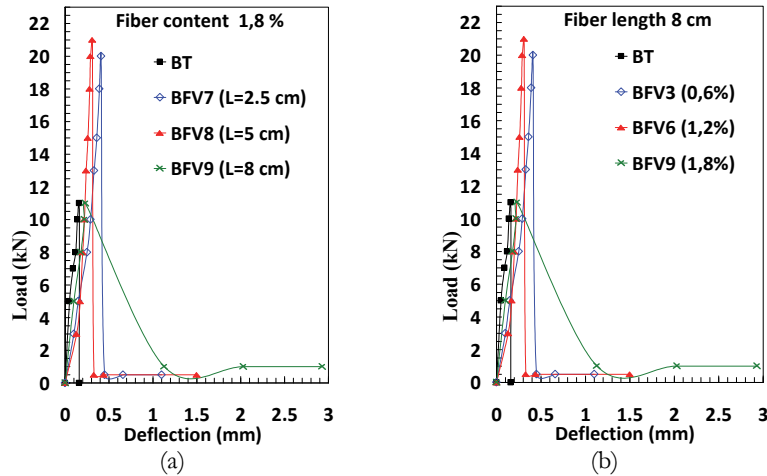 Fiber content 1,8 %
BT
BFV7 (L=2.5 cm)
BFV8 (L=5 cm)
BFV9 (L=8 cm)
Load (kN)
22
20
18
16
14
12
10
8
6
4
2
0
0 0.5 1 1.5 2 2.5 3
Deflection (mm)
(a)
Fiber length 8 cm
BT
BFV3 (0,6%)
BFV6 (1,2%)
BFV9 (1,8%)
Load (kN)
22
20
18
16
14
12
10
8
6
4
2
0
0 0.5 1 1.5 2 2.5 3
Deflection (mm)
(b)